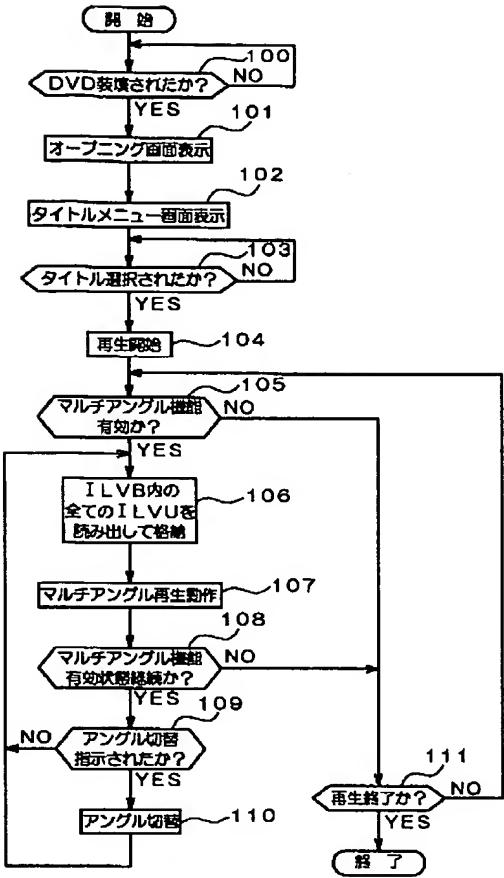 開 始
100
DVD装填されたか?
NO
YES
101
オープニング画面表示
102
タイトルメニュー画面表示
103
タイトル選択されたか?
NO
YES
再生開始
104
105
マルチアングル機能
有効か?
NO
YES
ILVB内の
全てのILVUを
読み出して格納
106
107
マルチアングル再生動作
108
マルチアングル機能
有効状態継続か?
NO
YES
109
アングル切替
指示されたか?
NO
YES
アングル切替
110
111
再生終了か?
NO
YES
終 了